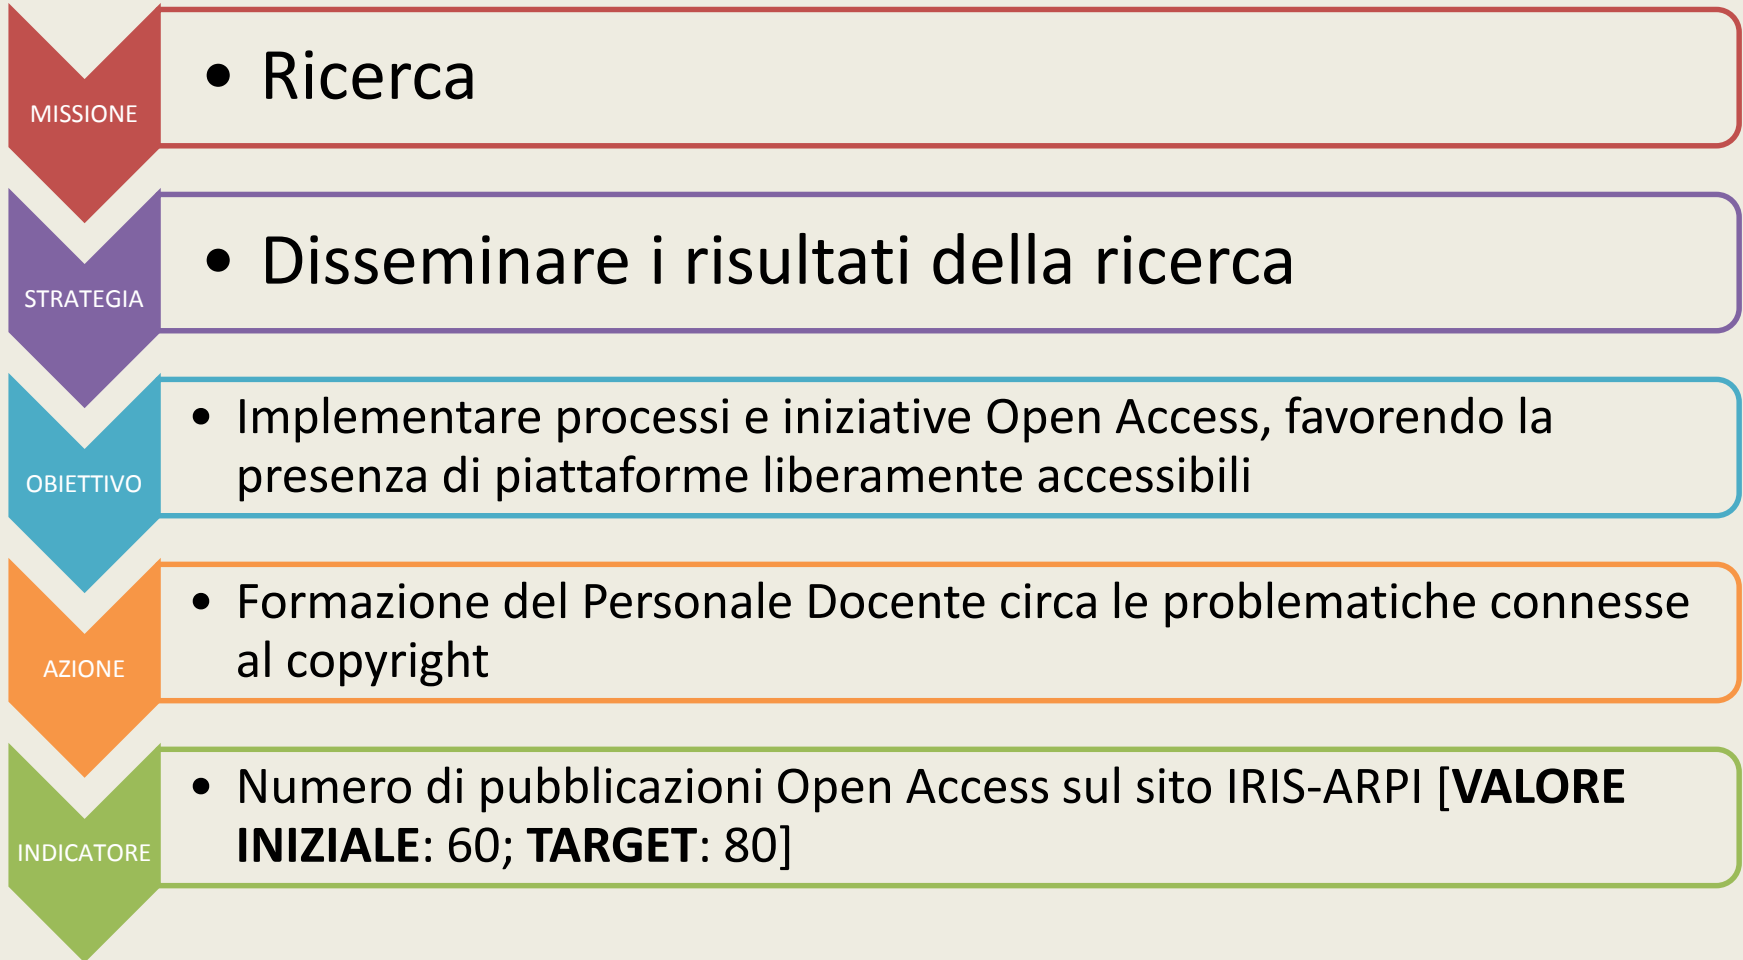 MISSIONE
• Ricerca
STRATEGIA
• Disseminare i risultati della ricerca
OBIETTIVO
• Implementare processi e iniziative Open Access, favorendo la
presenza di piattaforme liberamente accessibili
AZIONE
• Formazione del Personale Docente circa le problematiche connesse
al copyright
INDICATORE
• Numero di pubblicazioni Open Access sul sito IRIS-ARPI [VALORE
INIZIALE: 60; TARGET: 80]